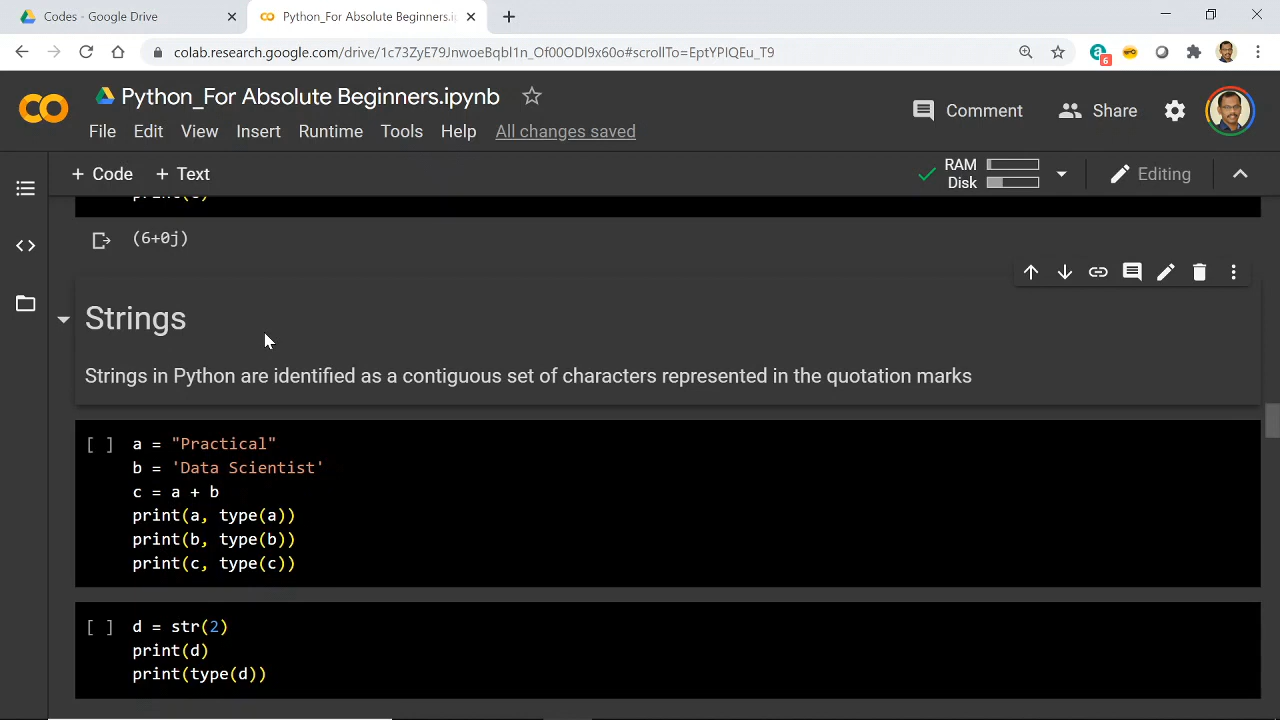 Codes - Google Drive
Python_For Absolute Beginners.i
colab.research.google.com/drive/1c73ZyE79JnwoeBqbl1n_Of00ODl9x60o#scrollTo=EptYPIQEu_T9
6
Python_For Absolute Beginners.ipynb
Comment
Share
File Edit View Insert Runtime Tools Help All changes saved
+ Code + Text
RAM
Disk
Editing
(6+0j)
Strings
Strings in Python are identified as a contiguous set of characters represented in the quotation marks
[ ] a = "Practical"
b = 'Data Scientist'
c = a + b
print(a, type(a))
print(b, type(b))
print(c, type(c))
[ ] d = str(2)
print(d)
print(type(d))